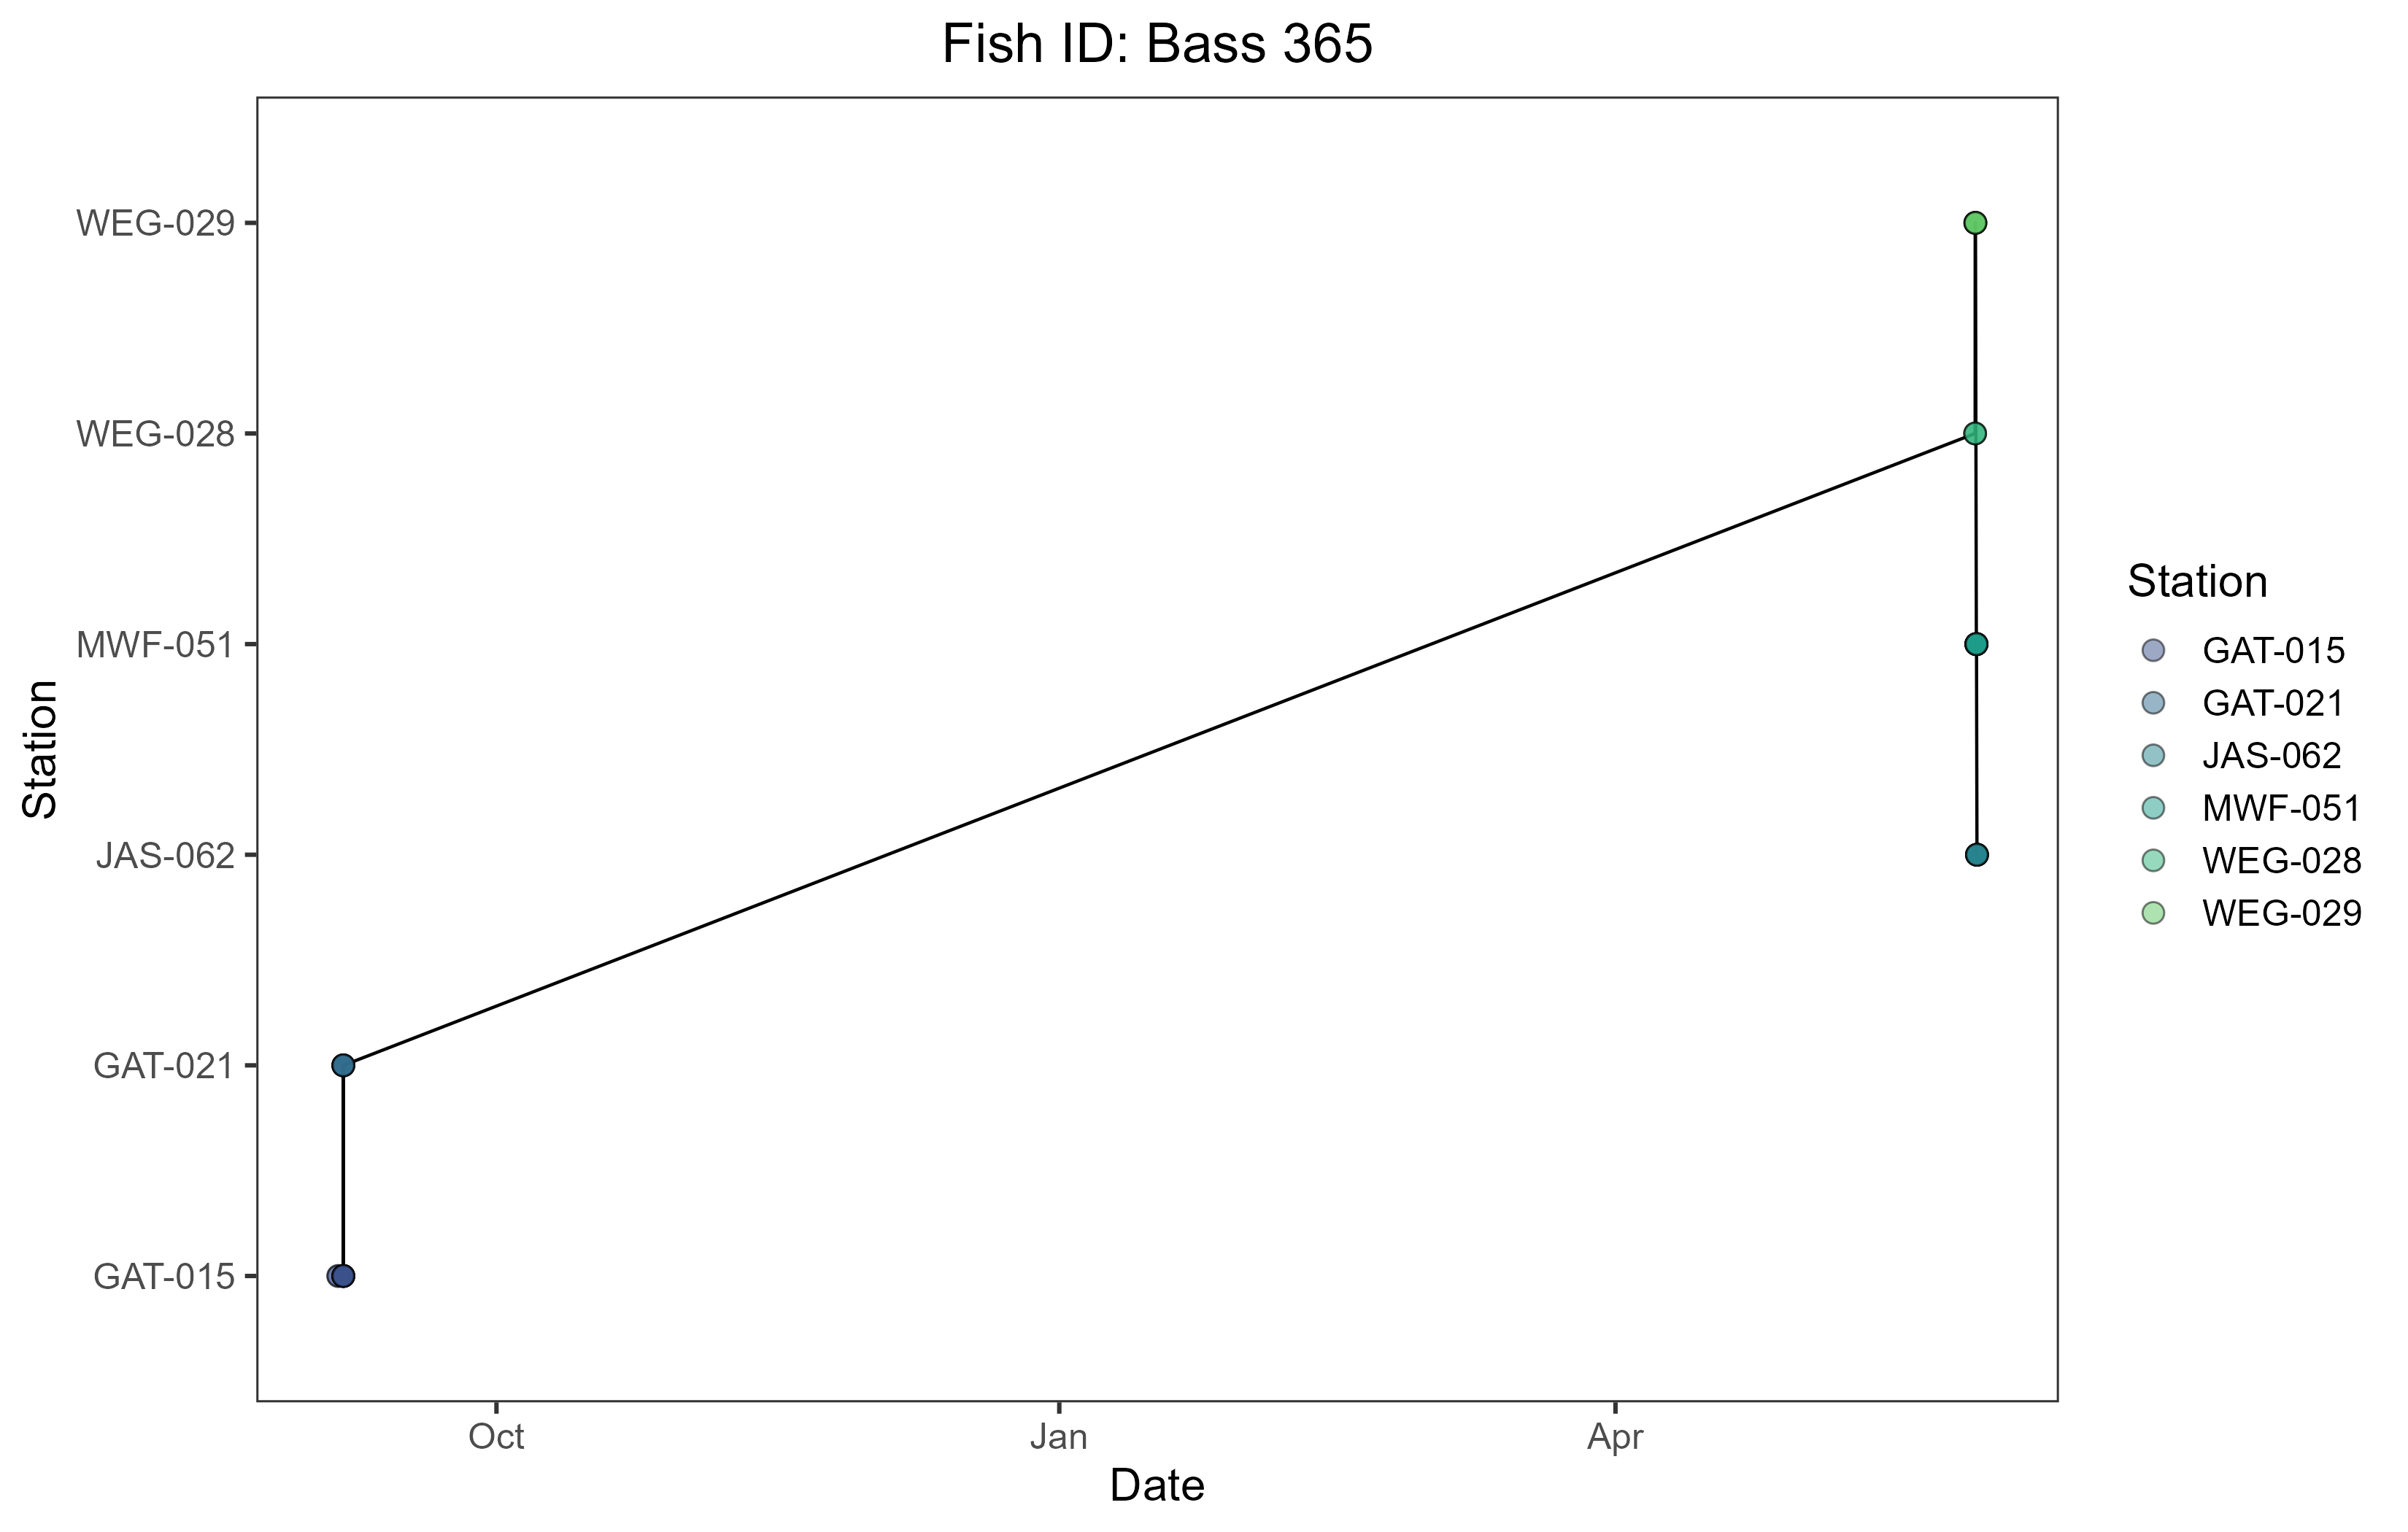 Fish ID: Bass 365
Station
WEG-029
WEG-028
MWF-051
JAS-062
GAT-021
GAT-015
Oct
Jan
Apr
Date
Station
GAT-015
GAT-021
JAS-062
MWF-051
WEG-028
WEG-029